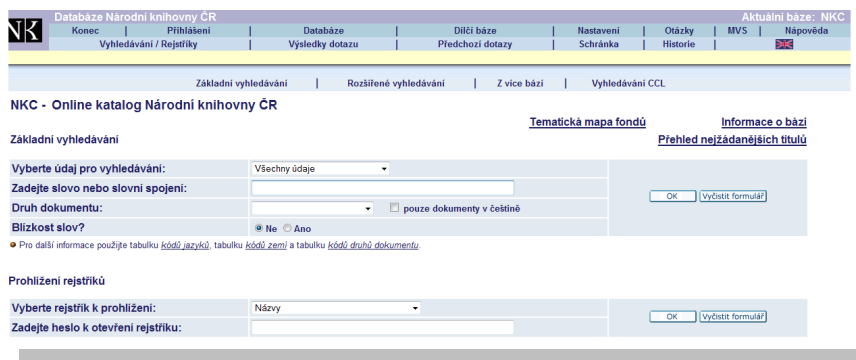 Databáze Národní knihovny ČR Aktuální báze: NKC
NK
Konec | Přihlášení | Databáze | Dílčí báze | Nastavení | Otázky | MVS | Nápověda
Vyhledávání / Rejstříky | Výsledky dotazu | Předchozí dotazy | Schránka | Historie |
Základní vyhledávání | Rozšířené vyhledávání | Z více bází | Vyhledávání CCL
NKC - Online katalog Národní knihovny ČR
Tematická mapa fondů Informace o bázi
Základní vyhledávání Přehled nejžádanějších titulů
Vyberte údaj pro vyhledávání: Všechny údaje
Zadejte slovo nebo slovní spojení:
OK Vyčistit formulář
Druh dokumentu: pouze dokumenty v češtině
Blízkost slov? Ne Ano
Pro další informace použijte tabulku kódů jazyků, tabulku kódů zemí a tabulku kódů druhů dokumentu.
Prohlížení rejstříků
Vyberte rejstřík k prohlížení: Názvy
OK Vyčistit formulář
Zadejte heslo k otevření rejstříku: